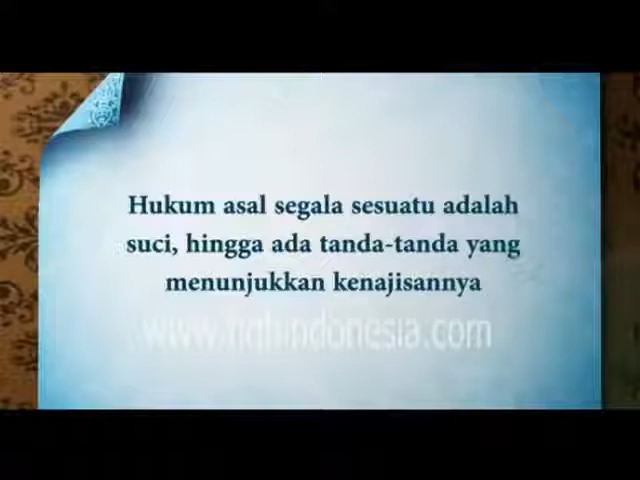 Hukum asal segala sesuatu adalah
suci, hingga ada tanda-tanda yang
menunjukkan kenajisannya